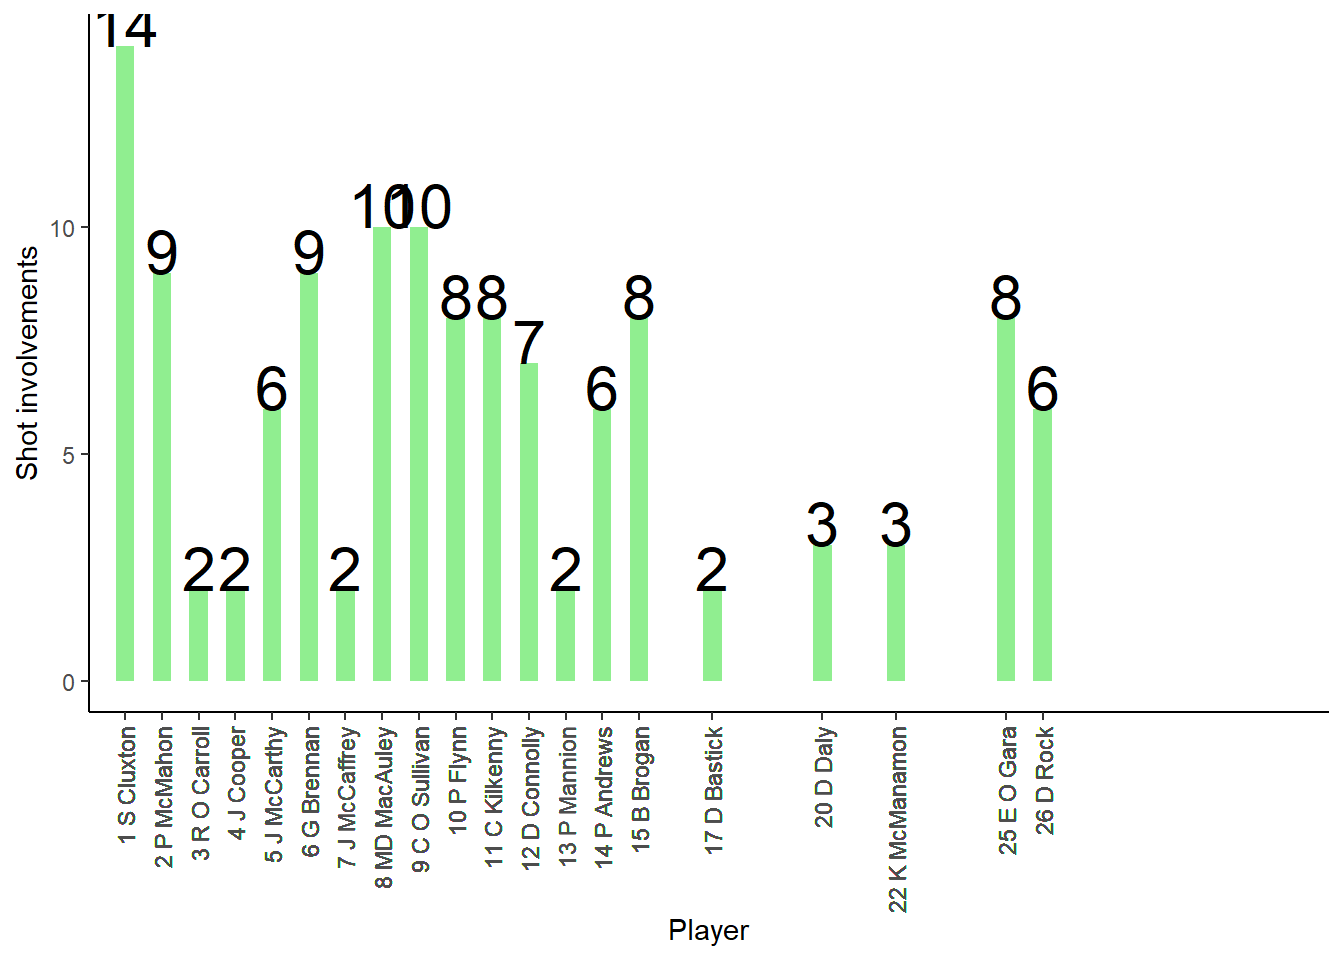 14
10 10
9 9
8 8 8 8
7
6 6 6
3 3
2 2 2 2 2
Shot involvements
10
5
0
1 S Cluxton
2 P McMahon
3 R O Carroll
4 J Cooper
5 J McCarthy
6 G Brennan
7 J McCaffrey
8 MD MacAuley
9 C O Sullivan
10 P Flynn
11 C Kilkenny
12 D Connolly
13 P Mannion
14 P Andrews
15 B Brogan
17 D Bastick
20 D Daly
22 K McManamon
25 E O Gara
26 D Rock
Player